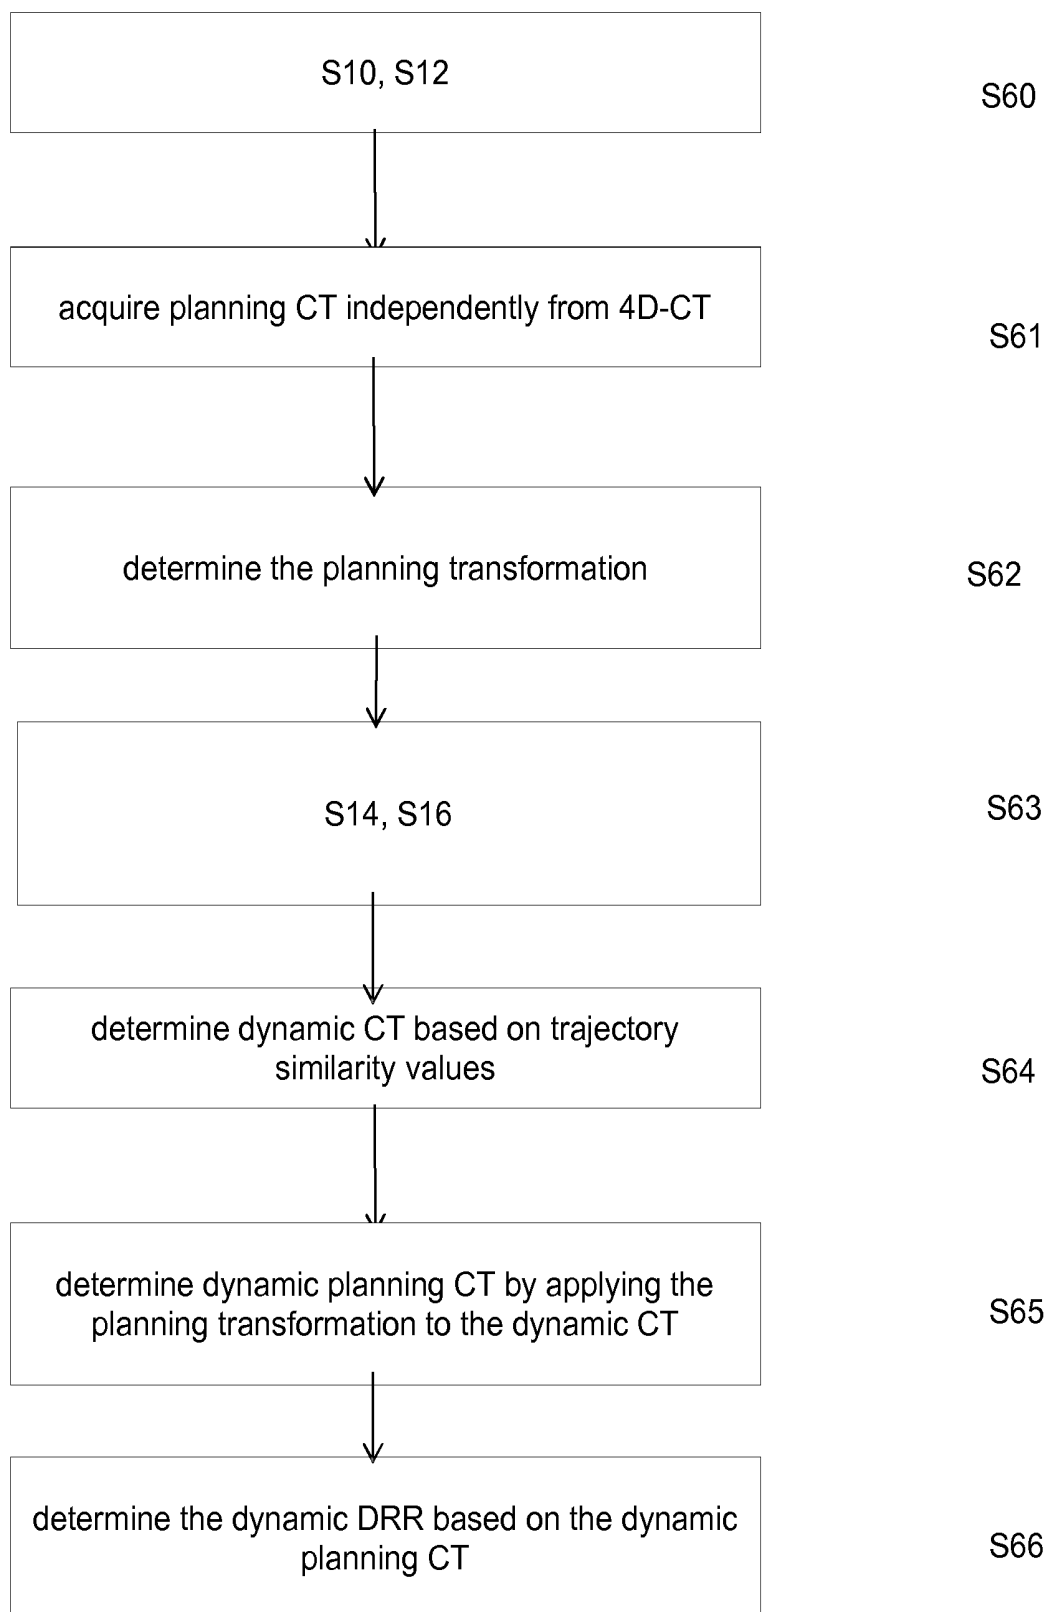 S10, S12
S60
acquire planning CT independently from 4D-CT
S61
determine the planning transformation
S62
S14, S16
S63
determine dynamic CT based on trajectory
similarity values
S64
determine dynamic planning CT by applying the
planning transformation to the dynamic CT
S65
determine the dynamic DRR based on the dynamic
planning CT
S66